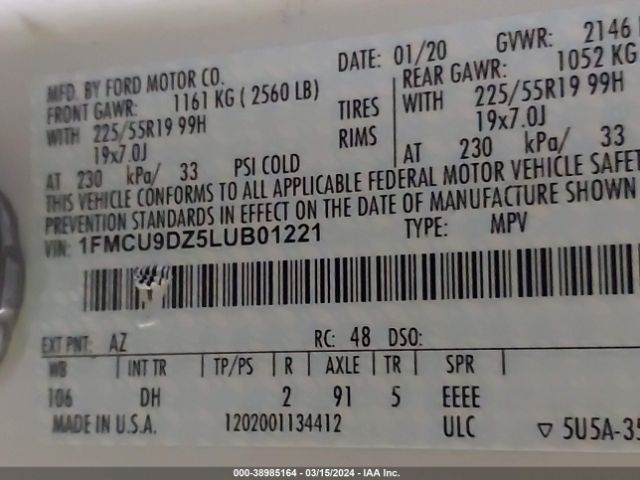 MFD. BY FORD MOTOR CO.
DATE: 01/20 GVWR: 2146
FRONT GAWR: 1161 KG ( 2560 LB)
REAR GAWR: 1052 KG
WITH 225/55R19 99H TIRES WITH 225/55R19 99H
19x7.0J RIMS 19x7.0J
AT 230 kPa/ 33 PSI COLD AT 230 kPa/ 33
THIS VEHICLE CONFORMS TO ALL APPLICABLE FEDERAL MOTOR VEHICLE SAFET
PREVENTION STANDARDS IN EFFECT ON THE DATE OF MANUFACTURE SHOWN
VIN: 1FMCU9DZ5LUB01221 TYPE: MPV
EXT PNT: AZ RC: 48 DSO:
WB INT TR TP/PS R AXLE TR SPR
106 DH 2 91 5 EEEE
MADE IN U.S.A. 1202001134412 ULC ▽ 5U5A-35
000-38985164 - 03/15/2024 - IAA Inc.